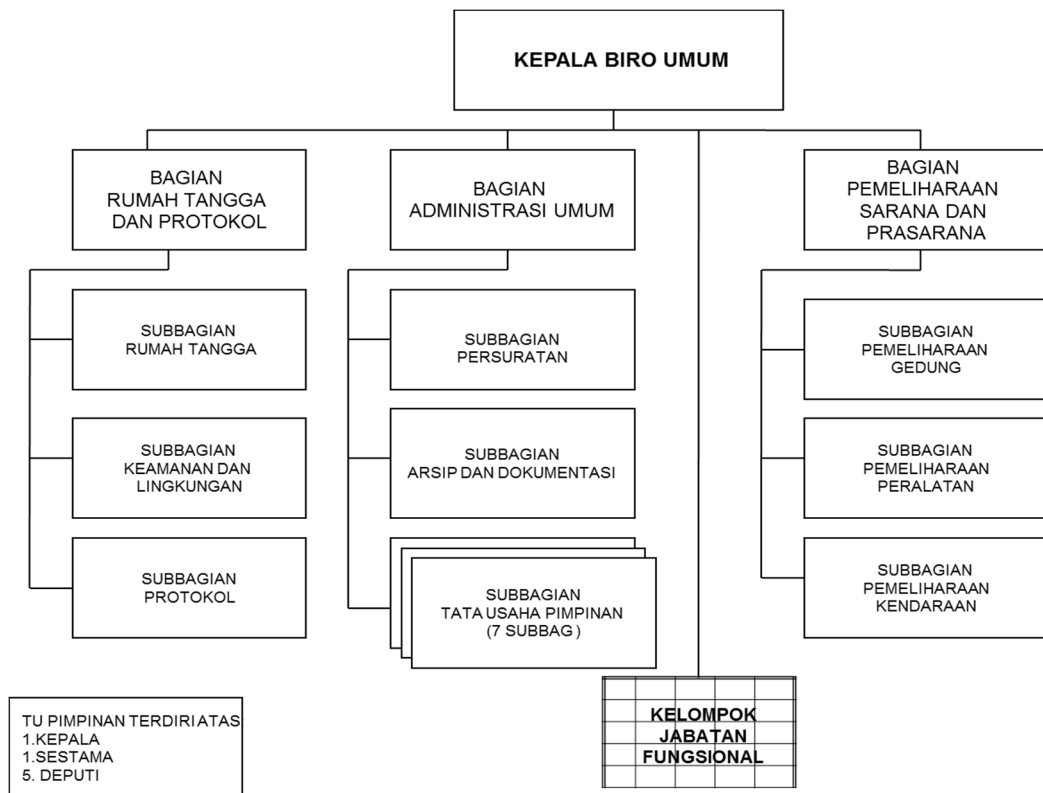 KEPALA BIRO UMUM
BAGIAN
RUMAH TANGGA
DAN PROTOKOL
BAGIAN
ADMINISTRASI UMUM
BAGIAN
PEMELIHARAAN
SARANA DAN
PRASARANA
SUBBAGIAN
RUMAH TANGGA
SUBBAGIAN
KEAMANAN DAN
LINGKUNGAN
SUBBAGIAN
PROTOKOL
SUBBAGIAN
PERSURATAN
SUBBAGIAN
ARSIP DAN DOKUMENTASI
SUBBAGIAN
TATA USAHA PIMPINAN
(7 SUBBAG )
SUBBAGIAN
PEMELIHARAAN
GEDUNG
SUBBAGIAN
PEMELIHARAAN
PERALATAN
SUBBAGIAN
PEMELIHARAAN
KENDARAAN
KELOMPOK
JABATAN
FUNGSIONAL
TU PIMPINAN TERDIRI ATAS
1.KEPALA
1.SESTAMA
5. DEPUTI